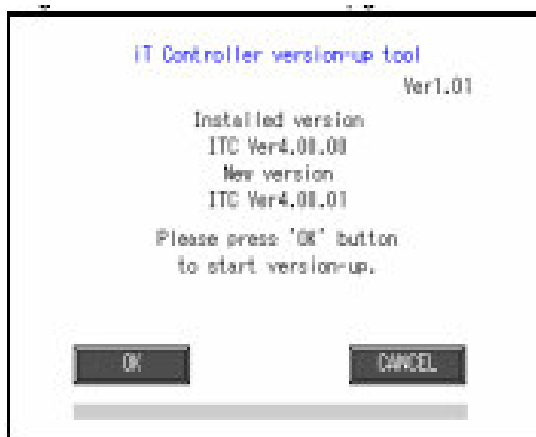 iT Controller version-up tool
Ver1.01
Installed version
ITC Ver4.00.00
New version
ITC Ver4.00.01
Please press "OK" button
to start version-up.
OK
CANCEL